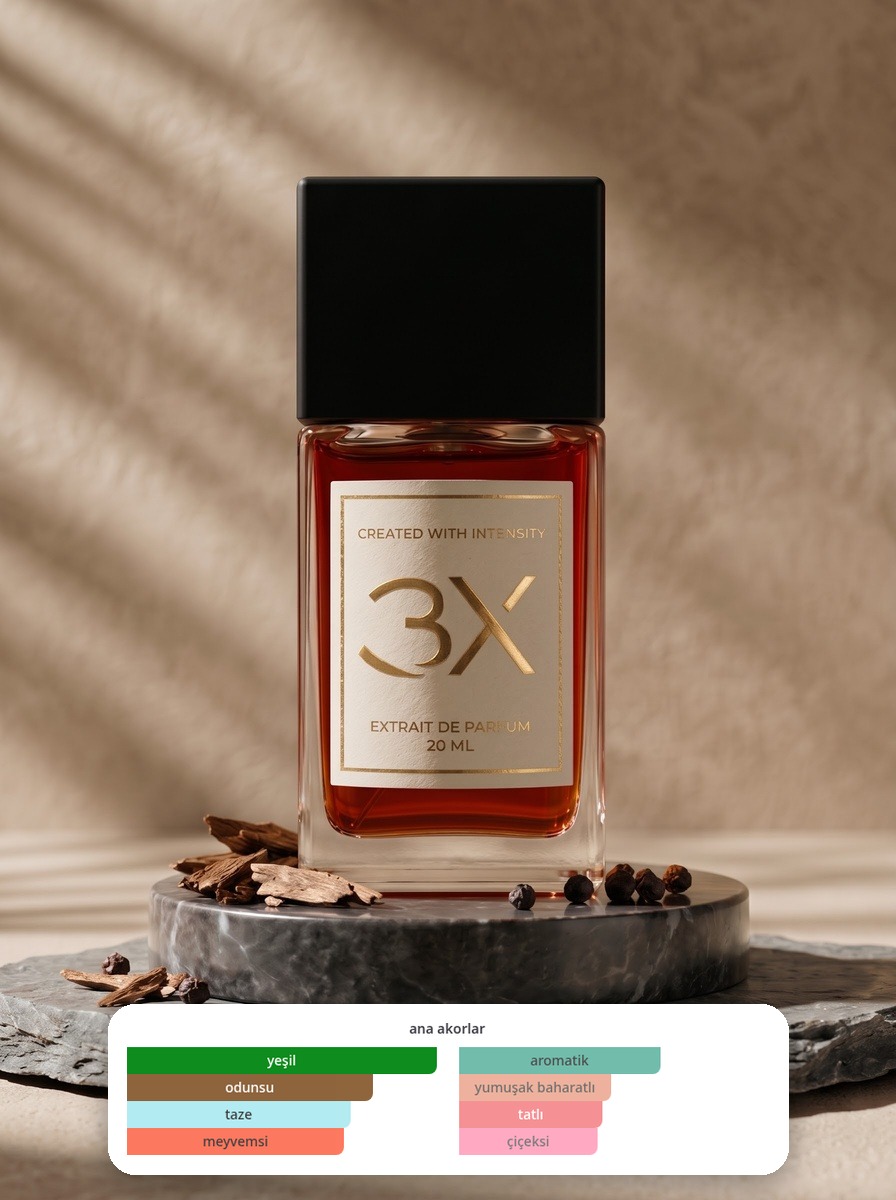 CREATED WITH INTENSITY
3X
EXTRAIT DE PARFUM
20 ML
ana akorlar
yeşil
odunsu
taze
meyvemsi
aromatik
yumuşak baharatlı
tatlı
çiçeksi